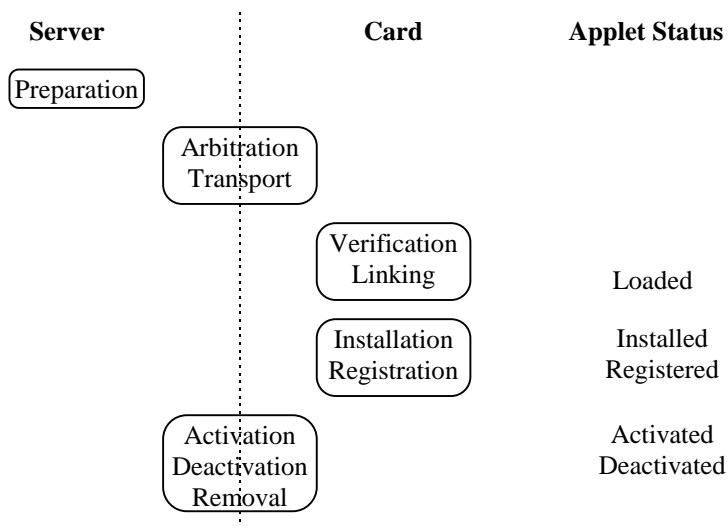 Server Card Applet Status
Preparation
Arbitration
Transport
Verification
Linking Loaded
Installation Installed
Registration Registered
Activation Activated
Deactivation Deactivated
Removal